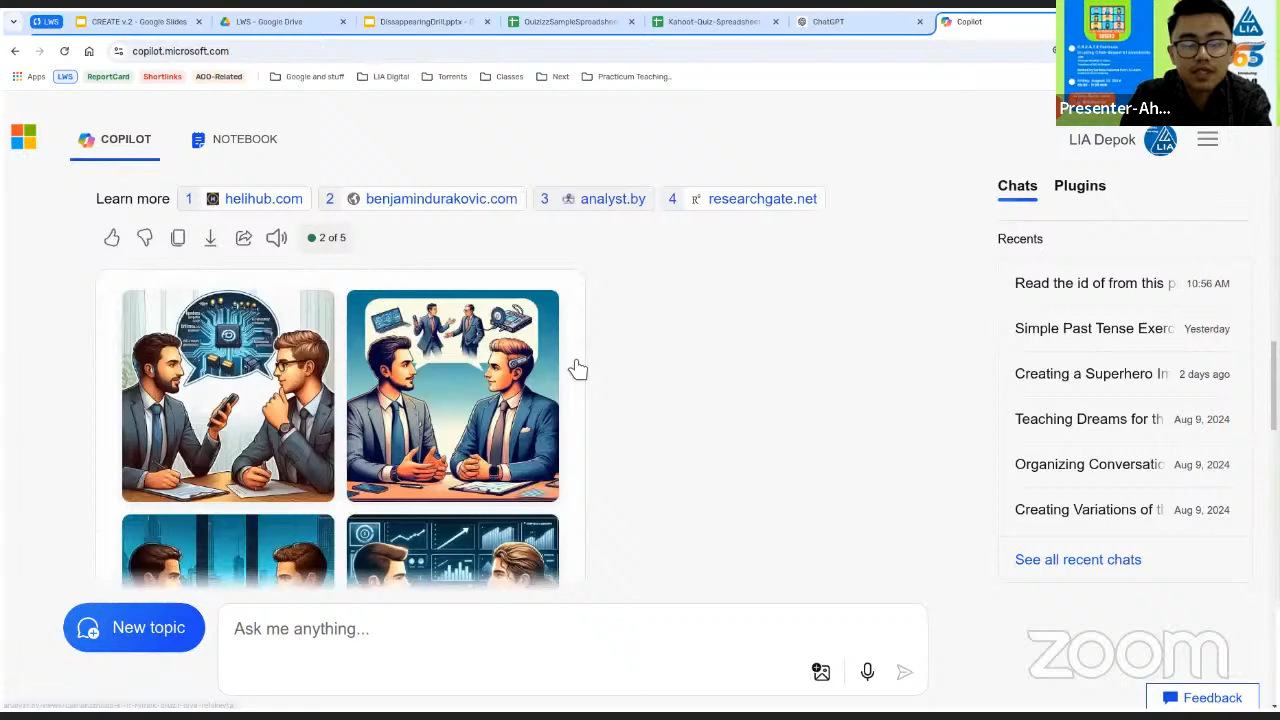 LWS
CREATE v.2 - Google Slides
LWS - Google Drive
DissapearingDrill.pptx - G
QuizizzSampleSpreadshee
Kahoot-Quiz-Spreadsheet
ChatGPT
Copilot
copilot.microsoft.com
Apps
LWS
ReportCard
Shortlinks
AOO-Related
Google and stuff
Torrents
Classes
Next
Practicum Teaching...
Presenter-Ah...
LIA
COPILOT
NOTEBOOK
LIA Depok
LIA
Learn more
1 helihub.com
2 benjamindurakovic.com
3 analyst.by
4 researchgate.net
2 of 5
Chats
Plugins
Recents
Read the id of from this p 10:56 AM
Simple Past Tense Exerc Yesterday
Creating a Superhero Im 2 days ago
Teaching Dreams for th Aug 9, 2024
Organizing Conversatio Aug 9, 2024
Creating Variations of t Aug 9, 2024
See all recent chats
New topic
Ask me anything...
zoom
Feedback